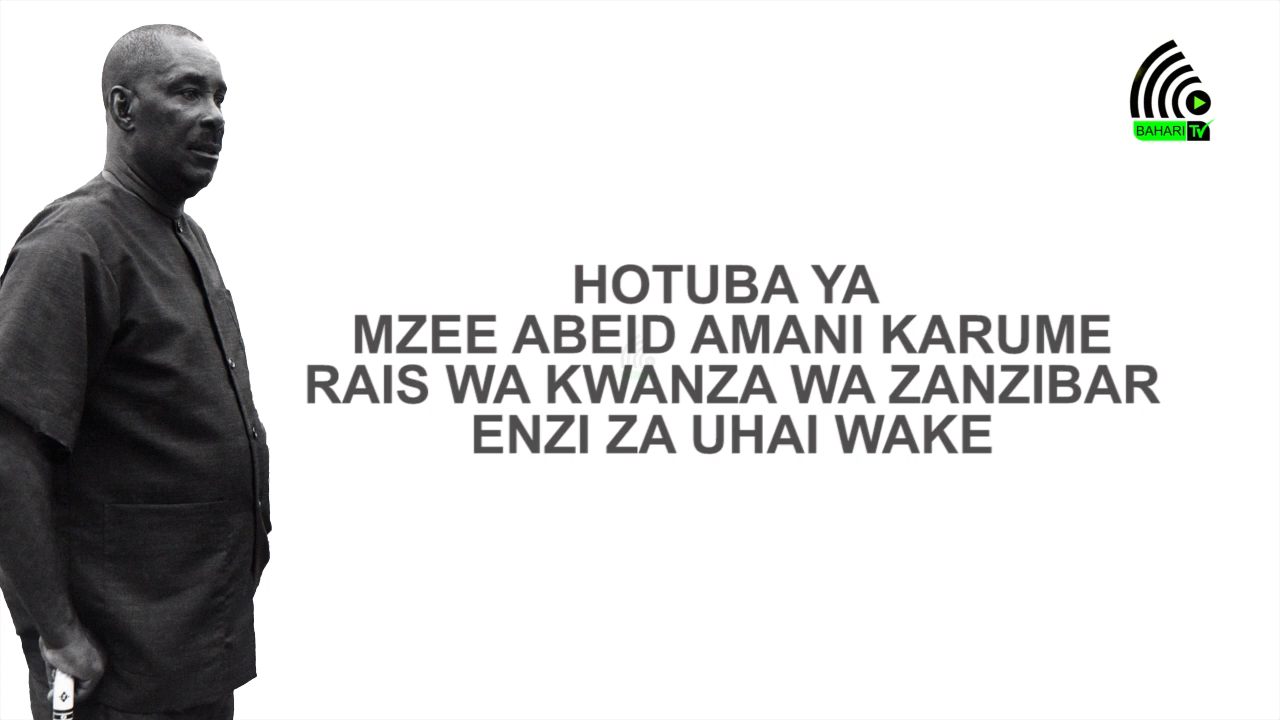 BAHARI TV
HOTUBA YA
MZEE ABEID AMANI KARUME
RAIS WA KWANZA WA ZANZIBAR
ENZI ZA UHAI WAKE